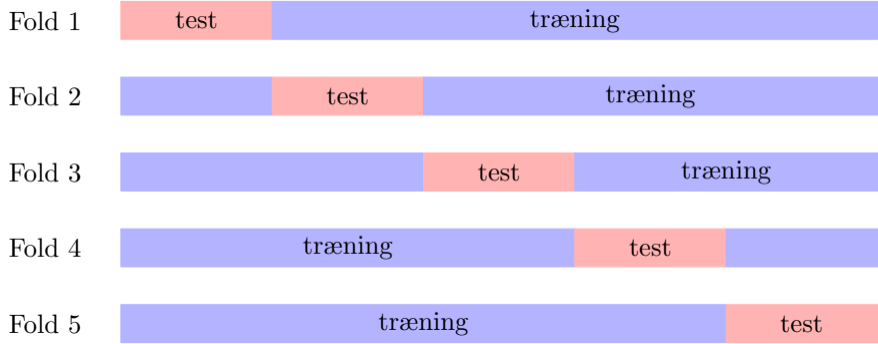 Fold 1 test træning
Fold 2 test træning
Fold 3 test træning
Fold 4 træning test
Fold 5 træning test